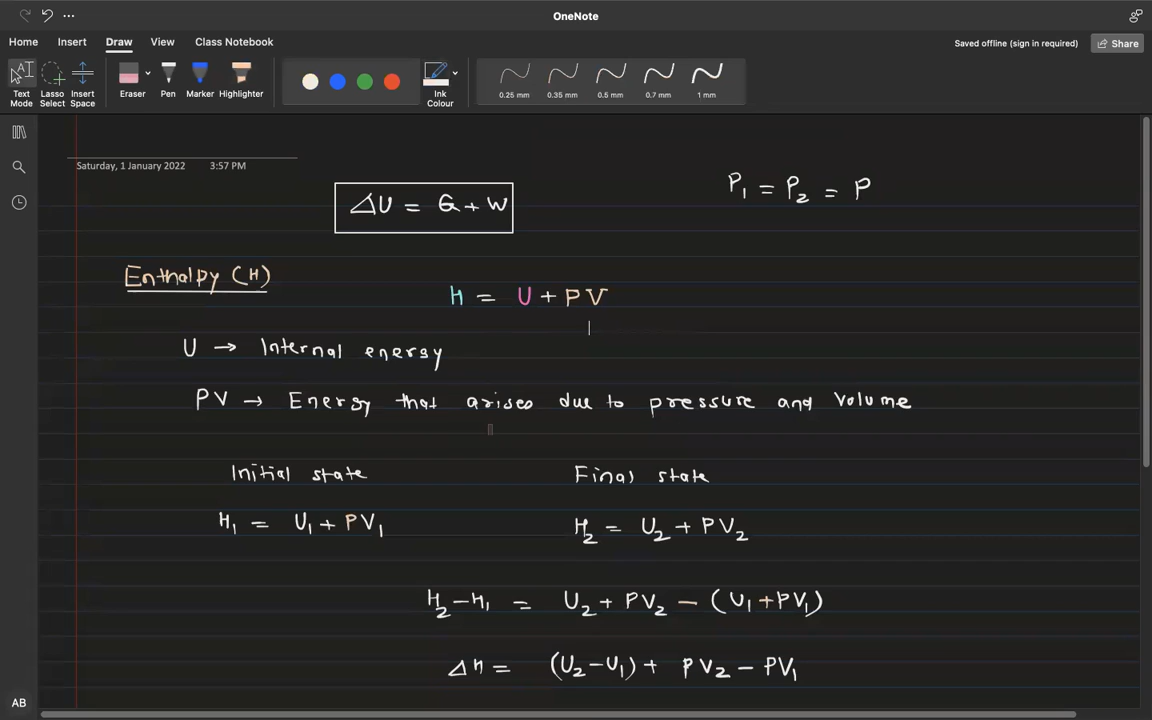 OneNote
Home Insert Draw View Class Notebook
Saved offline (sign in required) Share
Text Mode
Lasso Select
Insert Space
Eraser
Pen
Marker
Highlighter
Ink Colour
0.25 mm 0.35 mm 0.5 mm 0.7 mm 1 mm
Saturday, 1 January 2022 3:57 PM
P₁ = P₂ = P
ΔU = Q + W
Enthalpy (H)
H = U + PV
U → Internal energy
PV → Energy that arises due to pressure and volume
Initial state Final state
H₁ = U₁ + PV₁ H₂ = U₂ + PV₂
H₂ – H₁ = U₂ + PV₂ – (U₁ + PV₁)
ΔH = (U₂ – U₁) + PV₂ – PV₁
AB